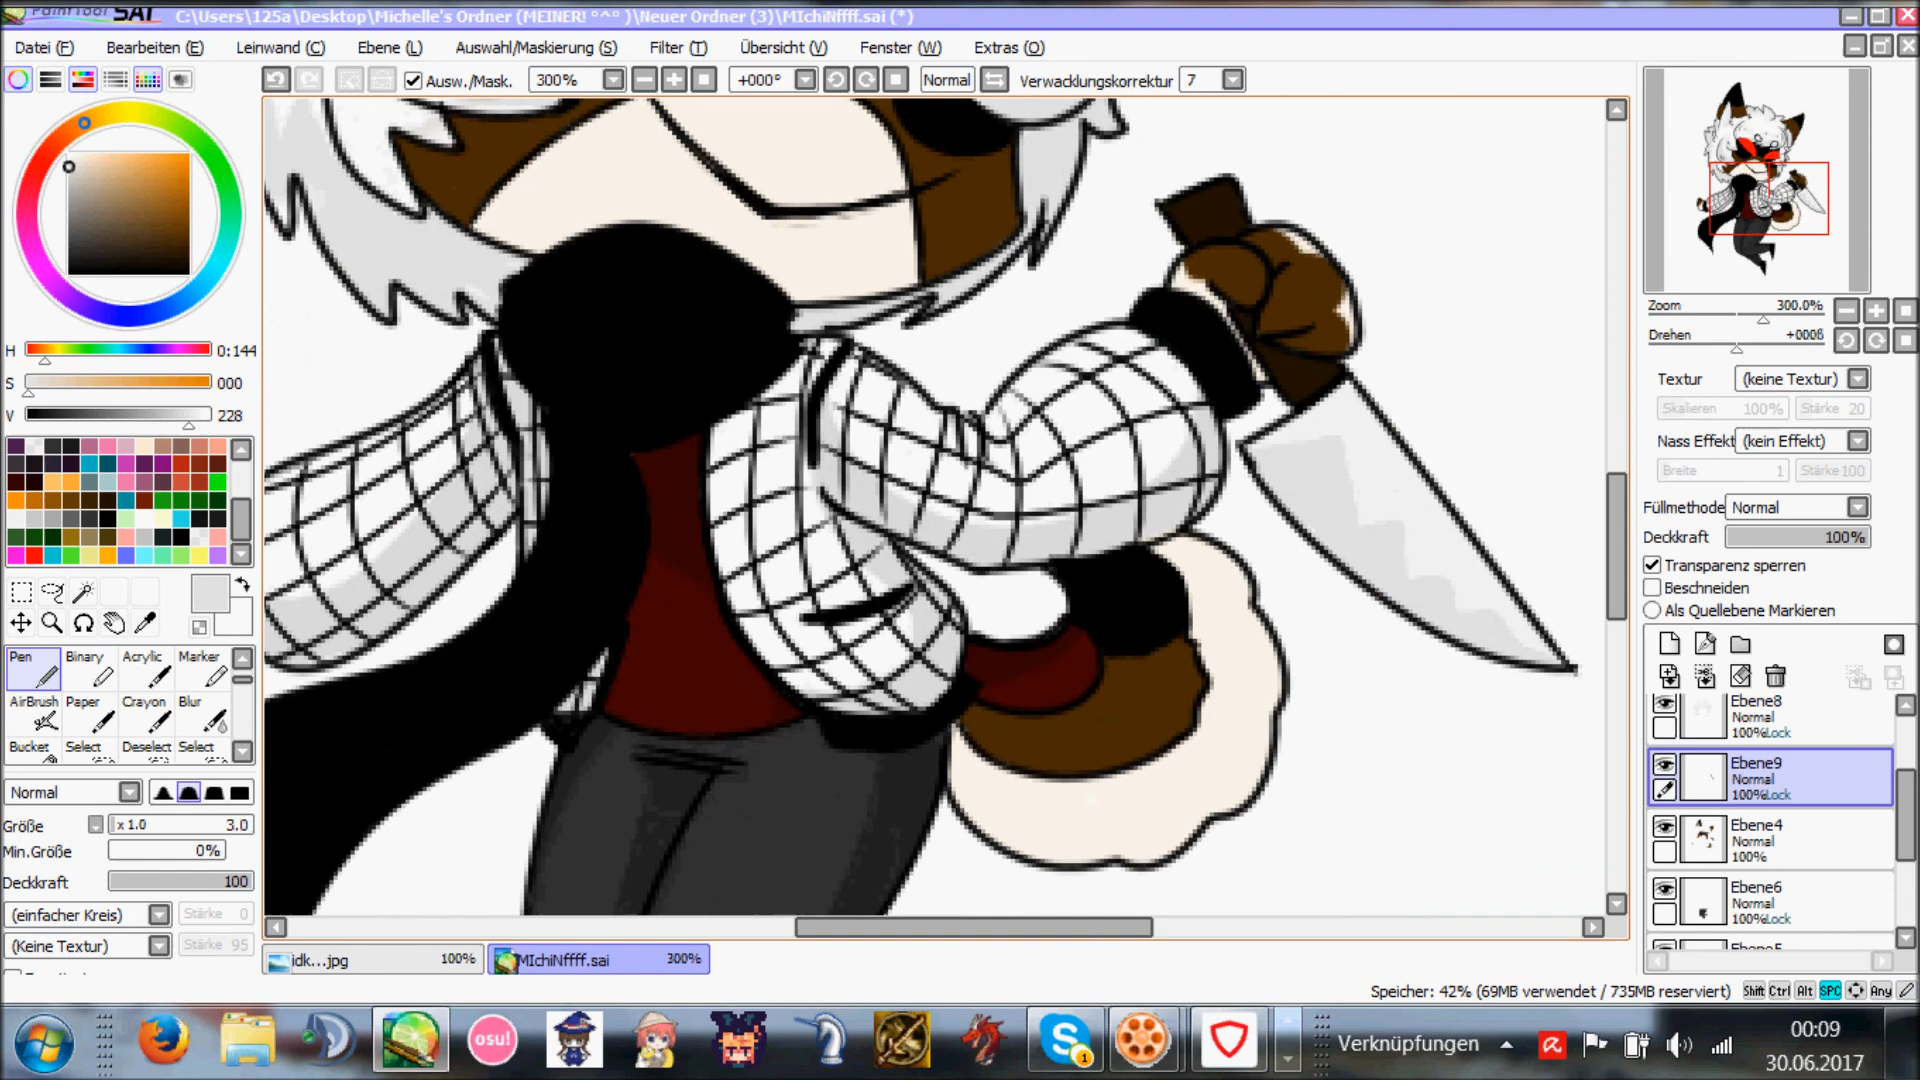 PaintTool SAI C:\Users\125a\Desktop\Michelle's Ordner (MEINER! °^° )\Neuer Ordner (3)\MIchiNffff.sai (*)
Datei (F) Bearbeiten (E) Leinwand (C) Ebene (L) Auswahl/Maskierung (S) Filter (T) Übersicht (V) Fenster (W) Extras (O)
Ausw./Mask. 300% +000° Normal Verwacklungskorrektur 7
Zoom 300.0%
Drehen +000ß
H 0:144
S 000
V 228
Textur (keine Textur)
Skalieren 100% Stärke 20
Nass Effekt (kein Effekt)
Breite 1 Stärke 100
Füllmethode Normal
Deckkraft 100%
Transparenz sperren
Beschneiden
Als Quellebene Markieren
Pen Binary Acrylic Marker
AirBrush Paper Crayon Blur
Bucket Select Deselect Select
Normal
Größe x 1.0 3.0
Min.Größe 0%
Deckkraft 100
(einfacher Kreis) Stärke 0
(Keine Textur) Stärke 95
Ebene8
Normal
100% Lock
Ebene9
Normal
100% Lock
Ebene4
Normal
100%
Ebene6
Normal
100% Lock
Ebene5
idk...jpg 100% MIchiNffff.sai 300%
Speicher: 42% (69MB verwendet / 735MB reserviert) Shift Ctrl Alt SPC Any
osu!
S 1
Verknüpfungen
00:09
30.06.2017